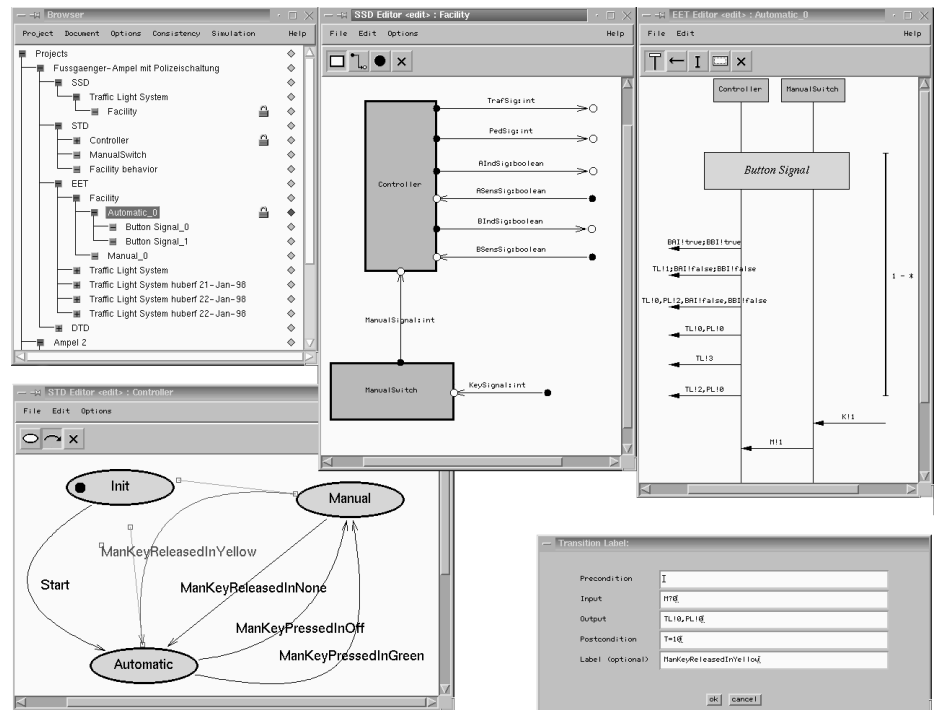 Browser
Project Document Options Consistency Simulation Help
Projects
Fussgaenger-Ampel mit Polizeischaltung
SSD
Traffic Light System
Facility
STD
Controller
ManualSwitch
Facility behavior
EET
Facility
Automatic_0
Button Signal_0
Button Signal_1
Manual_0
Traffic Light System
Traffic Light System huberf 21-Jan-98
Traffic Light System huberf 22-Jan-98
Traffic Light System huberf 22-Jan-98
DTD
Ampel 2
SSD Editor <edit> : Facility
File Edit Options Help
TrafSig:int
PedSig:int
AIndSig:boolean
Controller
ASensSig:boolean
BIndSig:boolean
BSensSig:boolean
ManualSignal:int
ManualSwitch
KeySignal:int
EET Editor <edit> : Automatic_0
File Edit Help
Controller
ManualSwitch
Button Signal
BAI!true;BBI!true
TL!1;BAI!false;BBI!false
1 - *
TL!0,PL!2,BAI!false,BBI!false
TL!0,PL!0
TL!3
TL!2,PL!0
K!1
M!1
STD Editor <edit> : Controller
File Edit Options
Init
Manual
ManKeyReleasedInYellow
Start
ManKeyReleasedInNone
ManKeyPressedInOff
ManKeyPressedInGreen
Automatic
Transition Label:
Precondition
Input M?0
Output TL!0,PL!0
Postcondition T=10
Label (optional) ManKeyReleasedInYellow
ok cancel